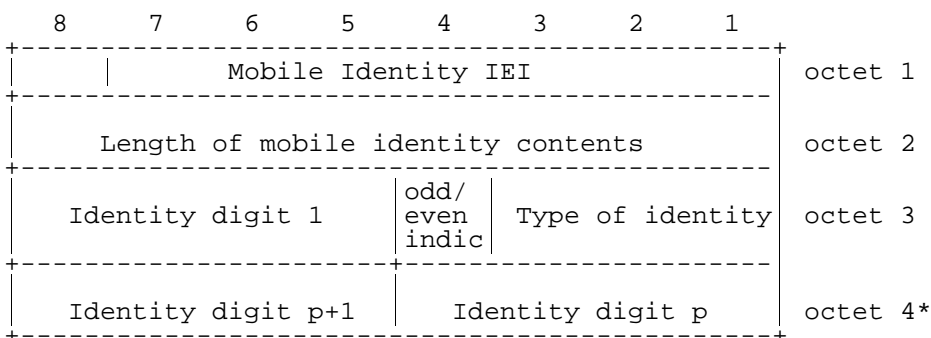 8 7 6 5 4 3 2 1
Mobile Identity IEI octet 1
Length of mobile identity contents octet 2
odd/
Identity digit 1 even Type of identity octet 3
indic
Identity digit p+1 Identity digit p octet 4*